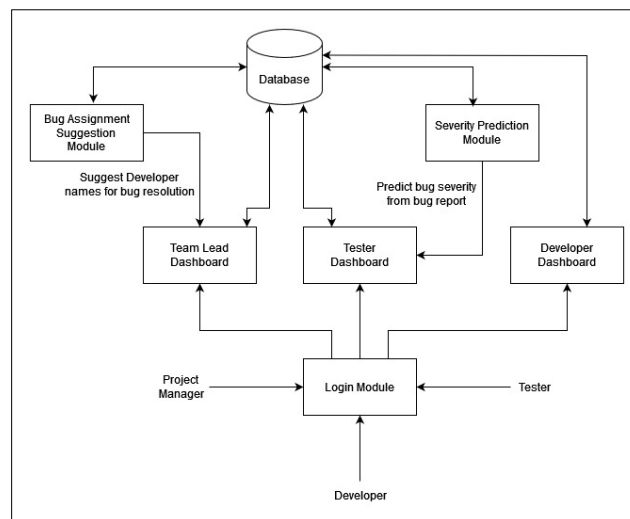 Database
Bug Assignment
Suggestion
Module
Severity Prediction
Module
Suggest Developer
names for bug resolution
Predict bug severity
from bug report
Team Lead
Dashboard
Tester
Dashboard
Developer
Dashboard
Project
Manager
Login Module
Tester
Developer